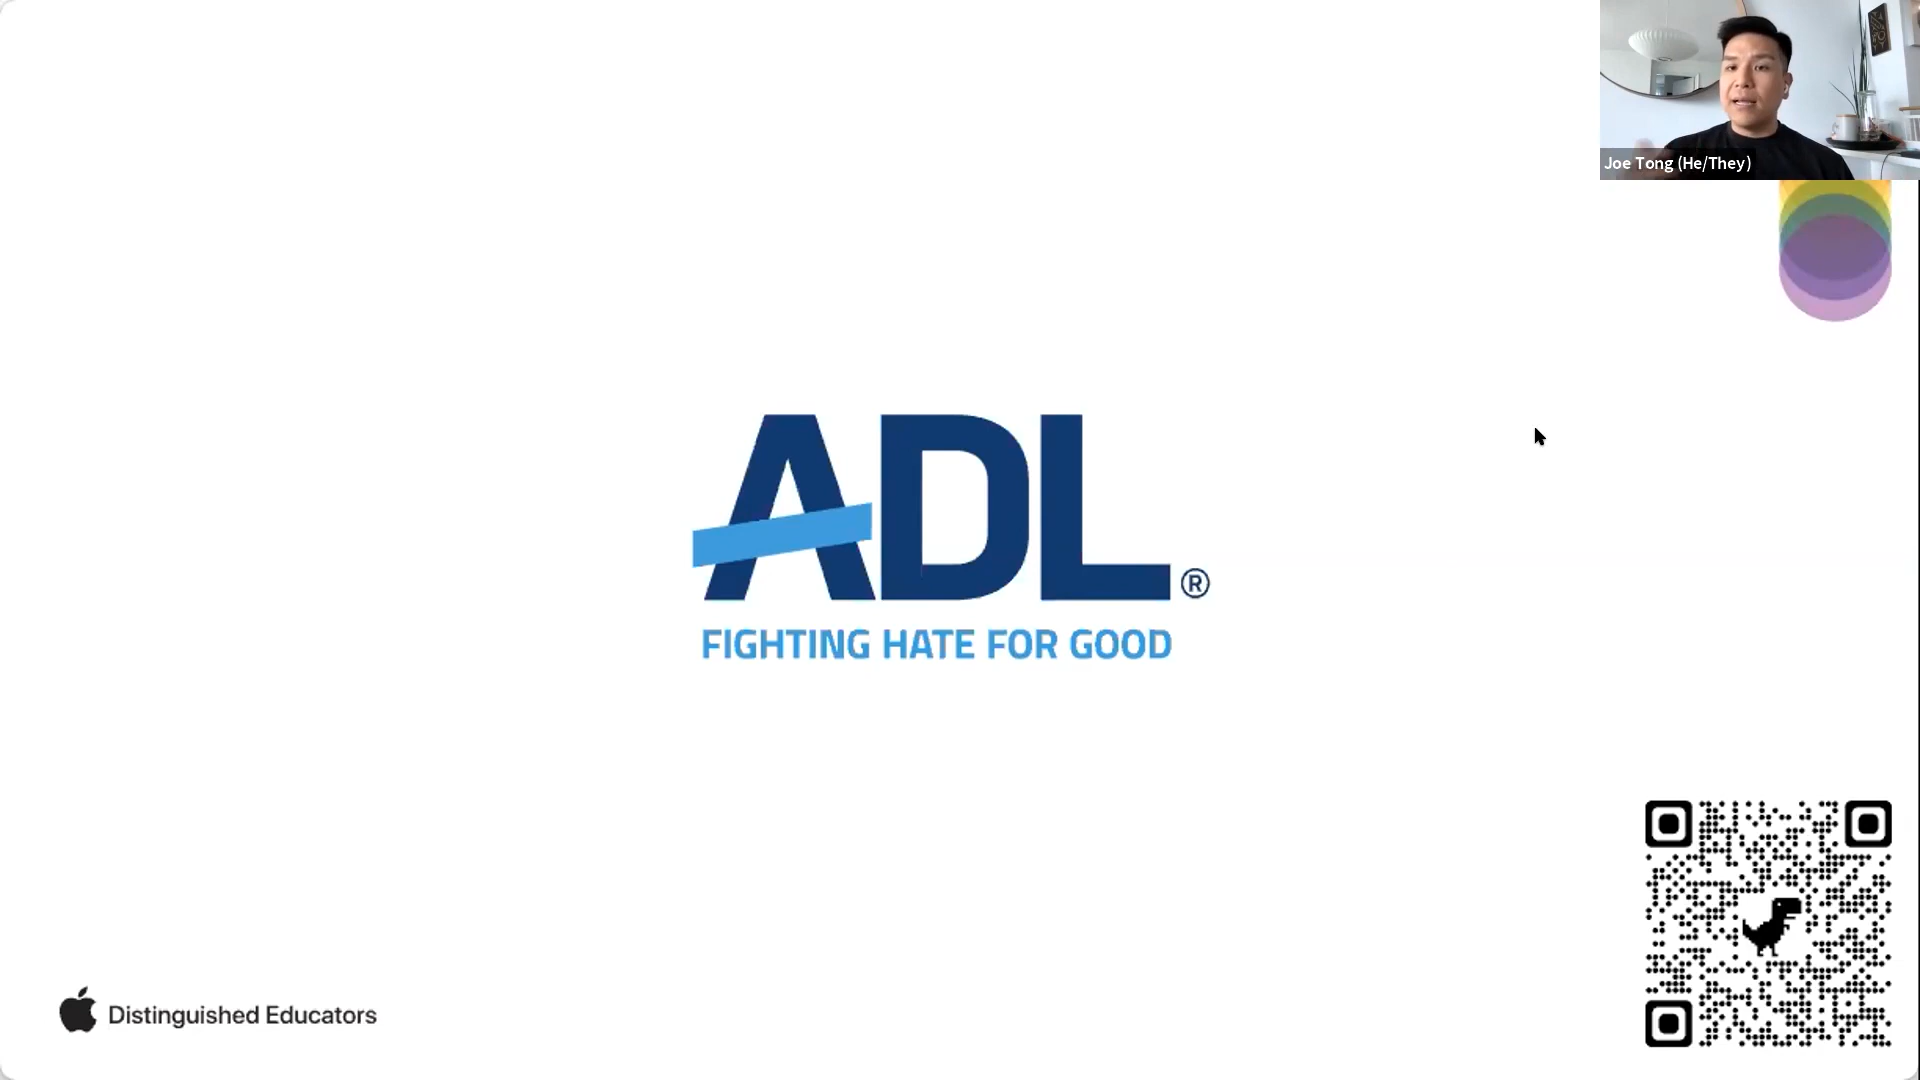 Joe Tong (He/They)
ADL®
FIGHTING HATE FOR GOOD
Distinguished Educators